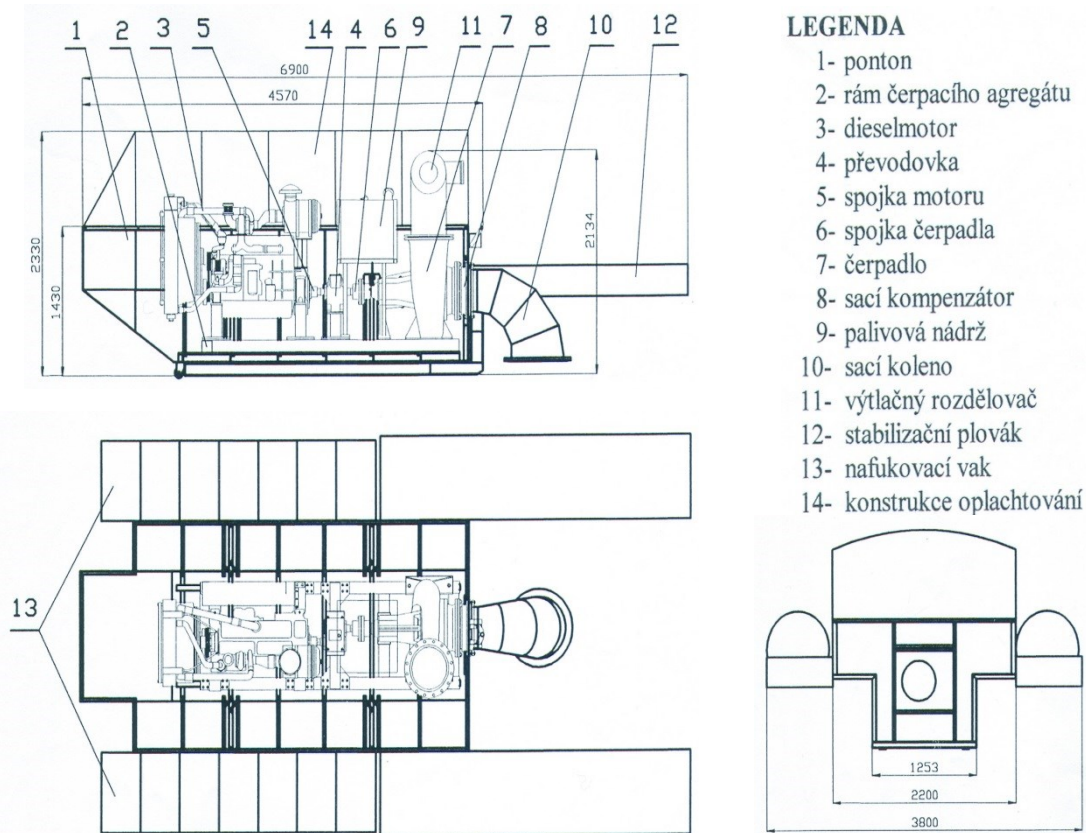 1 2 3 5 14 4 6 9 11 7 8 10 12
6900
4570
2330
1430
2134
13
LEGENDA
1- ponton
2- rám čerpacího agregátu
3- dieselmotor
4- převodovka
5- spojka motoru
6- spojka čerpadla
7- čerpadlo
8- sací kompenzátor
9- palivová nádrž
10- sací koleno
11- výtlačný rozdělovač
12- stabilizační plovák
13- nafukovací vak
14- konstrukce oplachtování
1253
2200
3800